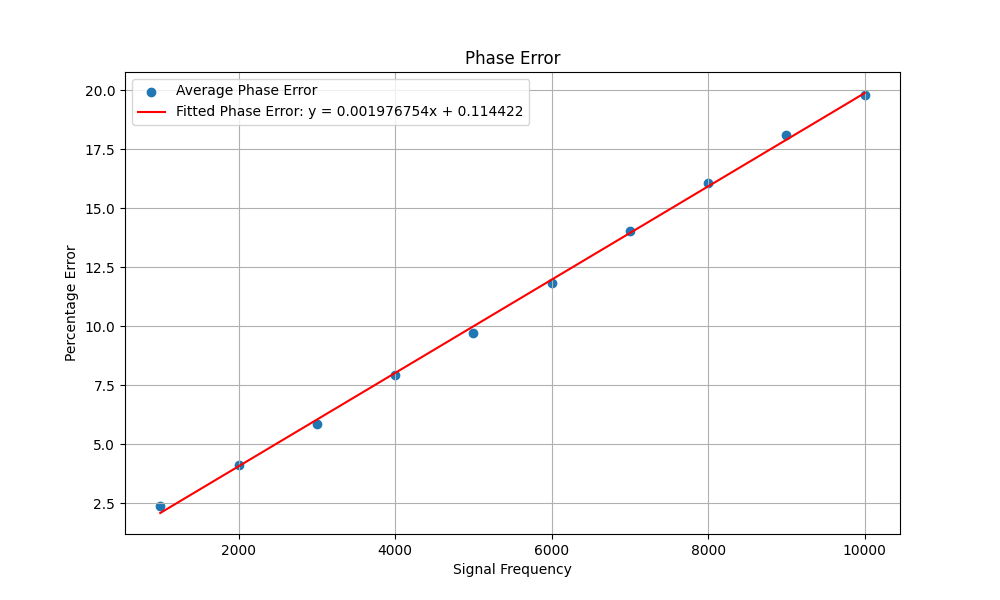 Phase Error
Average Phase Error
Fitted Phase Error: y = 0.001976754x + 0.114422
20.0
17.5
15.0
12.5
10.0
7.5
5.0
2.5
Percentage Error
2000
4000
6000
8000
10000
Signal Frequency